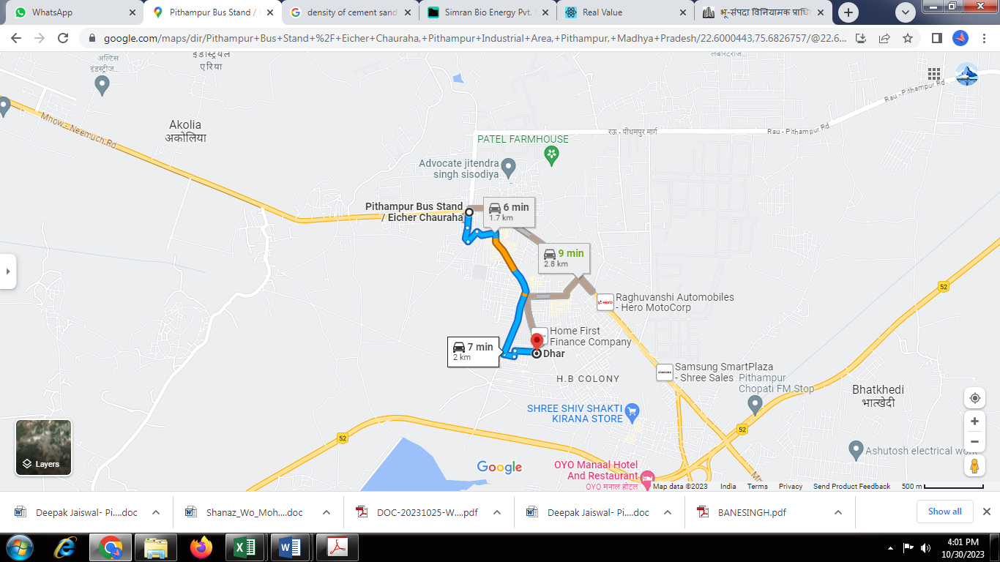 WhatsApp
Pithampur Bus Stand /
density of cement sand
Simran Bio Energy Pvt.
Real Value
भू-संपदा विनियामक प्राधि
google.com/maps/dir/Pithampur+Bus+Stand+%2F+Eicher+Chauraha,+Pithampur+Industrial+Area,+Pithampur,+Madhya+Pradesh/22.6000443,75.6826757/@22.6...
अल्टिस
इंडस्ट्रीज...
इंडस्ट्रियल
एरिया
लेबोरेटोरीज...
Rau - Pithampur Rd
Mhow - Neemuch Rd
Akolia
अकोलिया
रऊ - पीथमपुर मार्ग
Rau - Pithampur Rd
PATEL FARMHOUSE
Advocate jitendra
singh sisodiya
Pithampur Bus Stand
/ Eicher Chauraha
6 min
1.7 km
9 min
2.8 km
52
Raghuvanshi Automobiles
- Hero MotoCorp
Hero
Home First
Finance Company
7 min
2 km
Dhar
Samsung SmartPlaza
- Shree Sales
SAMSUNG
H.B COLONY
Pithampur
Chopati FM Stop
Bhatkhedi
भाटखेदी
SHREE SHIV SHAKTI
KIRANA STORE
52
52
Ashutosh electrical work
Layers
Google
OYO Manaal Hotel
And Restaurant
OYO मनाल होटल
Map data ©2023
India
Terms
Privacy
Send Product Feedback
500 m
Deepak Jaiswal- Pi....doc
Shanaz_Wo_Moh....doc
DOC-20231025-W....pdf
Deepak Jaiswal- Pi....doc
BANESINGH.pdf
Show all
4:01 PM
10/30/2023